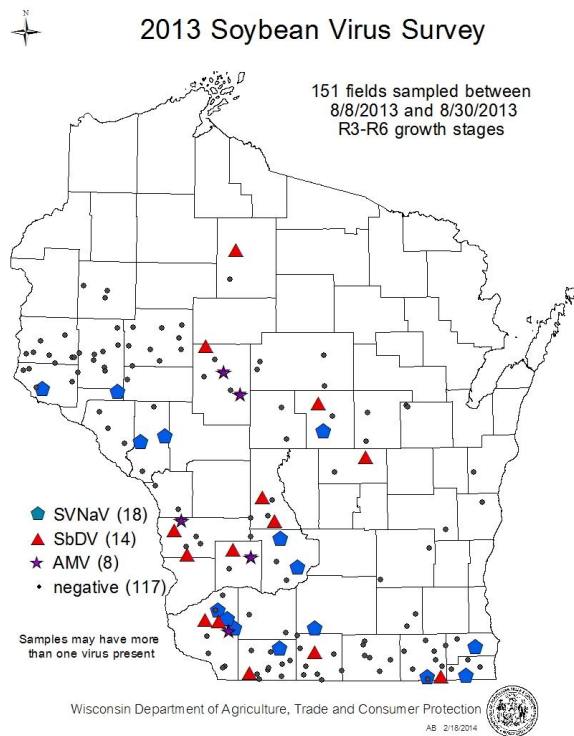 2013 Soybean Virus Survey
151 fields sampled between
8/8/2013 and 8/30/2013
R3-R6 growth stages
SVNaV (18)
SbDV (14)
AMV (8)
negative (117)
Samples may have more
than one virus present
Wisconsin Department of Agriculture, Trade and Consumer Protection
AB 2/18/2014